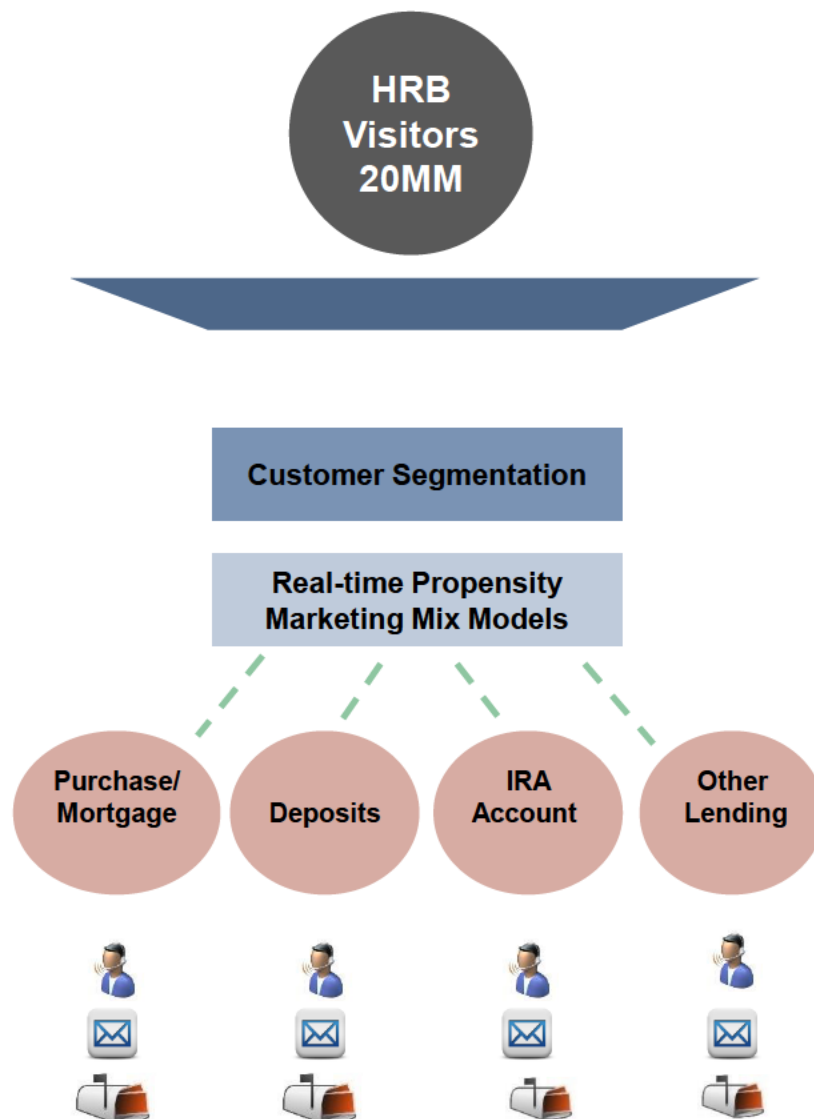 HRB
Visitors
20MM
Customer Segmentation
Real-time Propensity
Marketing Mix Models
Purchase/
Mortgage
Deposits
IRA
Account
Other
Lending